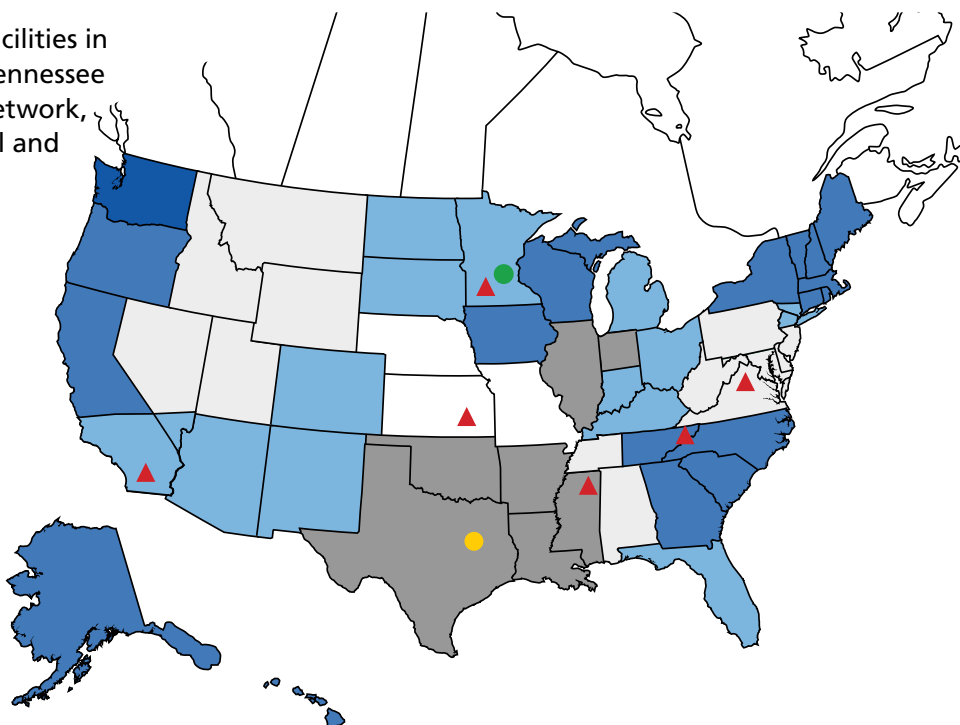 cilities in
ennessee
etwork,
l and